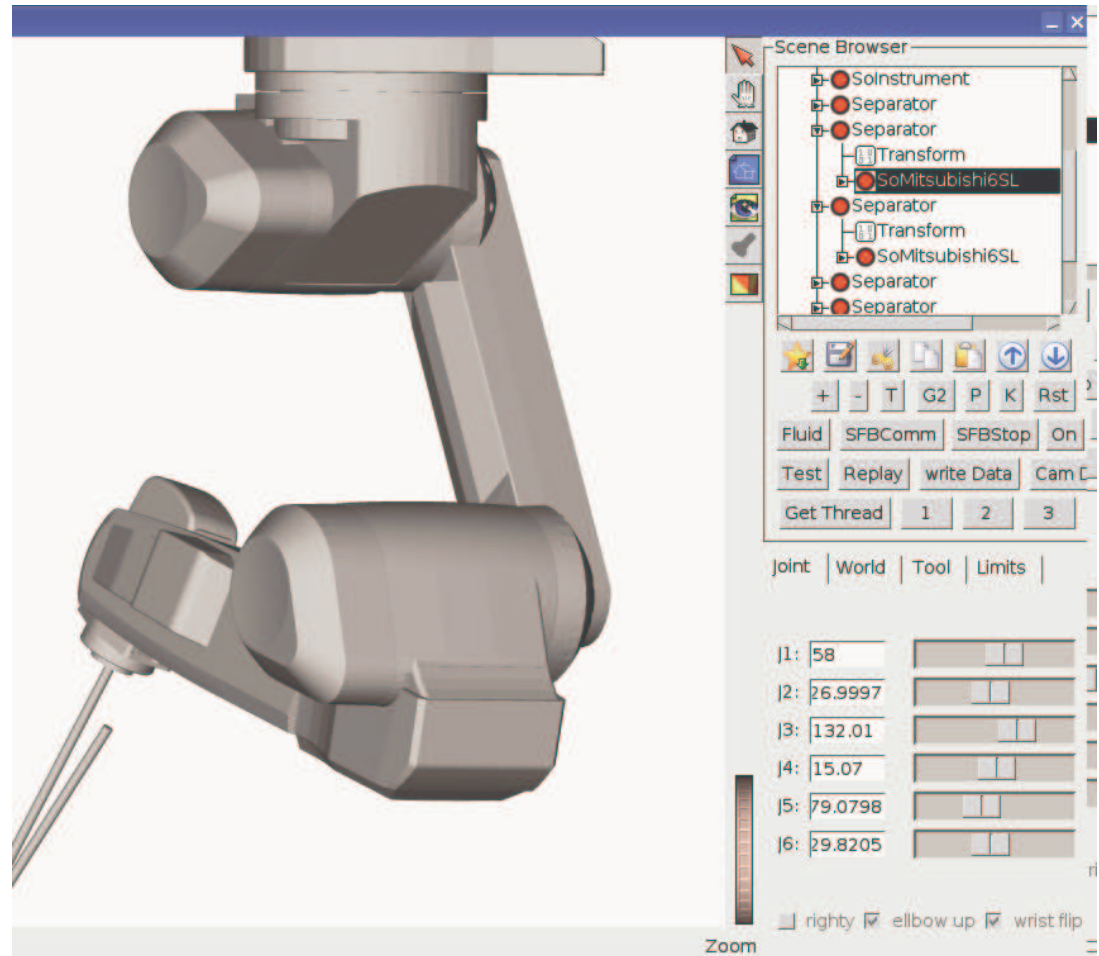 Scene Browser
SoInstrument
Separator
Separator
Transform
SoMitsubishi6SL
Separator
Transform
SoMitsubishi6SL
Separator
Separator
+ - T G2 P K Rst
Fluid SFBComm SFBStop On
Test Replay write Data Cam
Get Thread 1 2 3
Joint World Tool Limits
J1: 58
J2: 26.9997
J3: 132.01
J4: 15.07
J5: 79.0798
J6: 29.8205
righty ellbow up wrist flip
Zoom